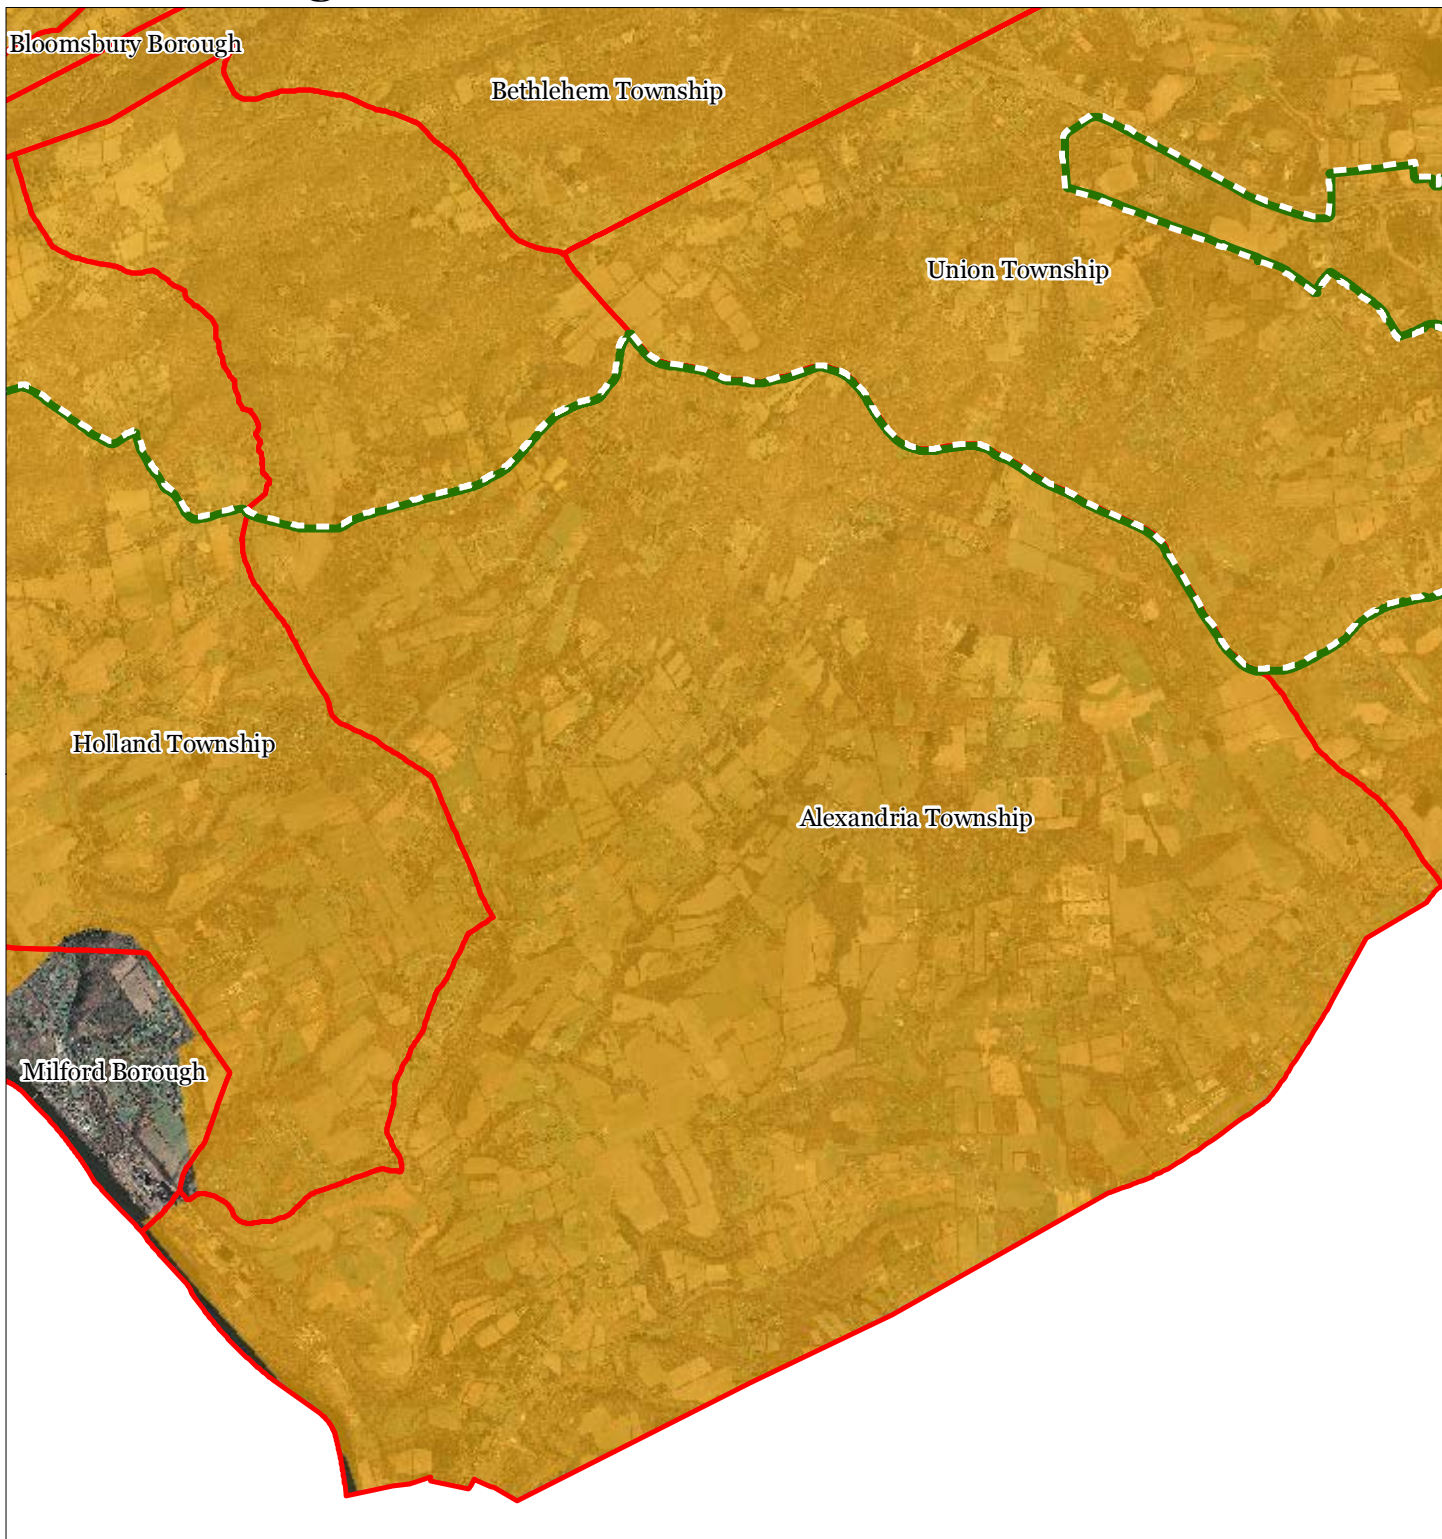 Bloomsbury Borough
Bethlehem Township
Union Township
Holland Township
Alexandria Township
Milford Borough